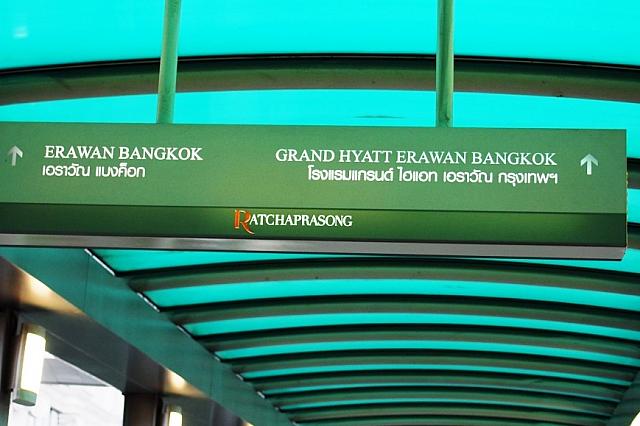 ERAWAN BANGKOK
เอราวัณ แบงค็อก
GRAND HYATT ERAWAN BANGKOK
โรงแรมแกรนด์ ไฮแอท เอราวัณ กรุงเทพฯ
RATCHAPRASONG